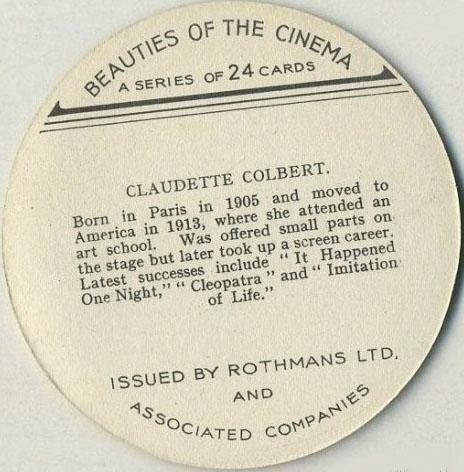 BEAUTIES OF THE CINEMA
A SERIES OF 24 CARDS
CLAUDETTE COLBERT.
Born in Paris in 1905 and moved to
America in 1913, where she attended an
art school. Was offered small parts on
the stage but later took up a screen career.
Latest successes include "It Happened
One Night," "Cleopatra" and "Imitation
of Life."
ISSUED BY ROTHMANS LTD.
AND
ASSOCIATED COMPANIES